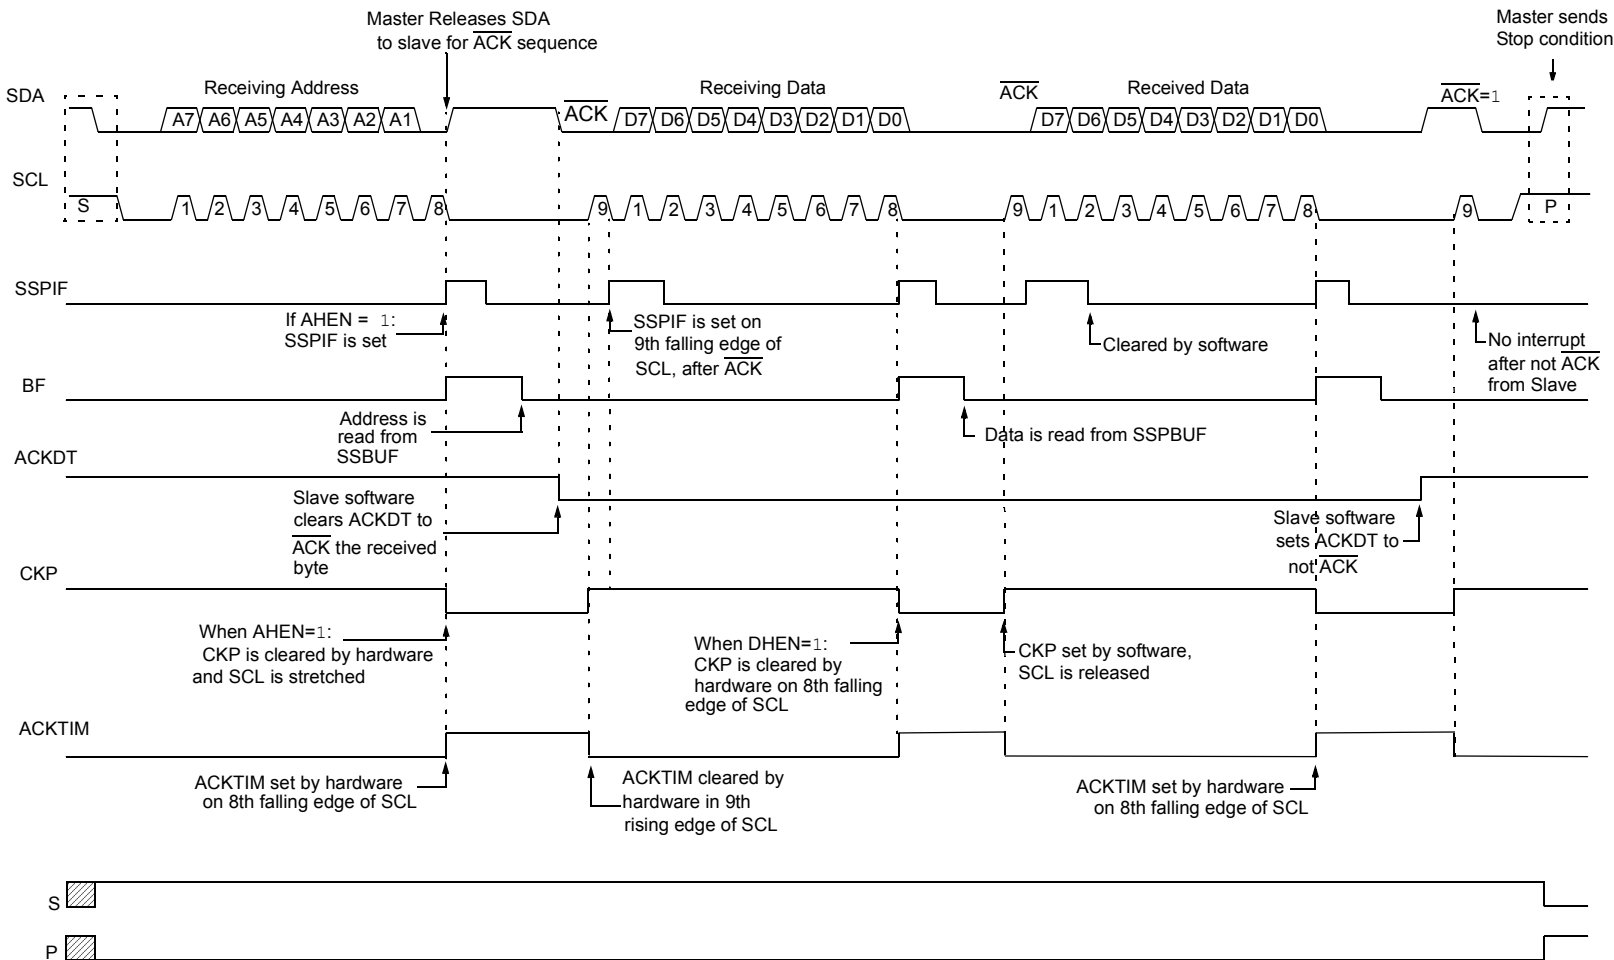 Master Releases SDA
to slave for ACK sequence
Master sends
Stop condition
SDA
Receiving Address
A7 A6 A5 A4 A3 A2 A1
ACK
Receiving Data
D7 D6 D5 D4 D3 D2 D1 D0
ACK
Received Data
D7 D6 D5 D4 D3 D2 D1 D0
ACK=1
SCL
S
1 2 3 4 5 6 7 8
9 1 2 3 4 5 6 7 8
9 1 2 3 4 5 6 7 8
9
P
SSPIF
If AHEN = 1:
SSPIF is set
SSPIF is set on
9th falling edge of
SCL, after ACK
Cleared by software
No interrupt
after not ACK
from Slave
BF
Address is
read from
SSBUF
Data is read from SSPBUF
ACKDT
Slave software
clears ACKDT to
ACK the received
byte
Slave software
sets ACKDT to
not ACK
CKP
When AHEN=1:
CKP is cleared by hardware
and SCL is stretched
When DHEN=1:
CKP is cleared by
hardware on 8th falling
edge of SCL
CKP set by software,
SCL is released
ACKTIM
ACKTIM set by hardware
on 8th falling edge of SCL
ACKTIM cleared by
hardware in 9th
rising edge of SCL
ACKTIM set by hardware
on 8th falling edge of SCL
S
P